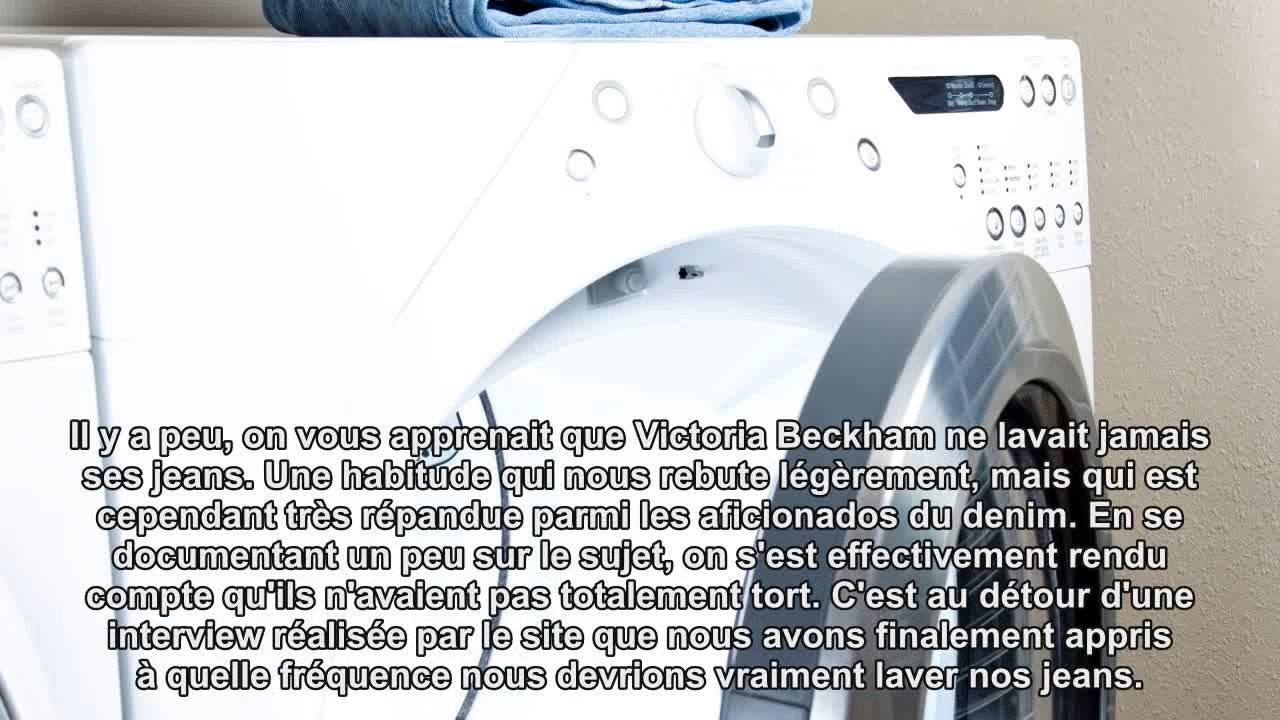 Il y a peu, on vous apprenait que Victoria Beckham ne lavait jamais
ses jeans. Une habitude qui nous rebute légèrement, mais qui est
cependant très répandue parmi les aficionados du denim. En se
documentant un peu sur le sujet, on s'est effectivement rendu
compte qu'ils n'avaient pas totalement tort. C'est au détour d'une
interview réalisée par le site que nous avons finalement appris
à quelle fréquence nous devrions vraiment laver nos jeans.